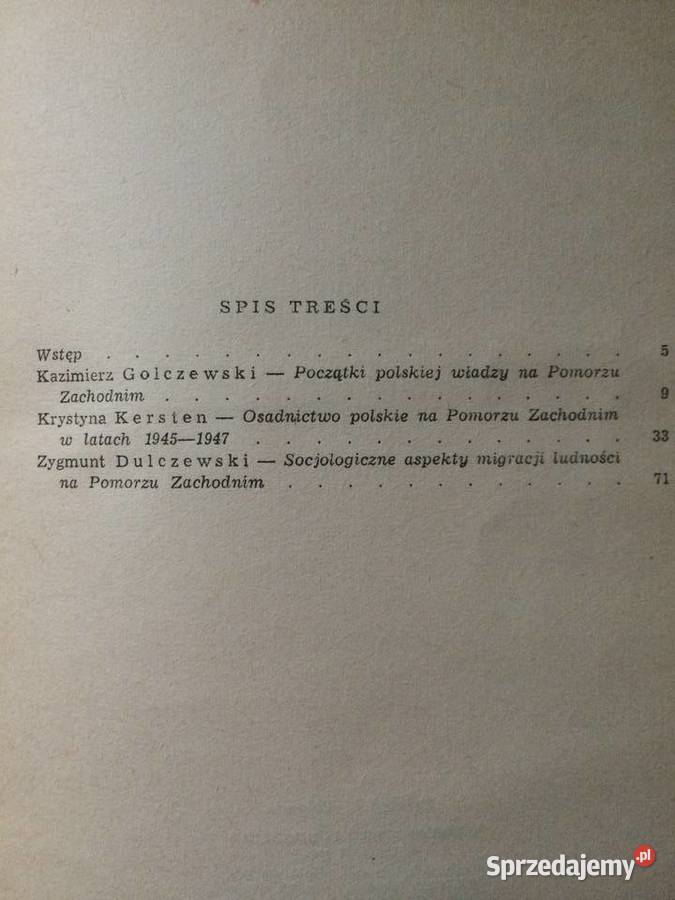 SPIS TREŚCI
Wstęp . . . . . . . . . . . . . . . . . . 5
Kazimierz Golczewski — Początki polskiej władzy na Pomorzu
Zachodnim . . . . . . . . . . . . . . . . 9
Krystyna Kersten — Osadnictwo polskie na Pomorzu Zachodnim
w latach 1945—1947 . . . . . . . . . . . . . 33
Zygmunt Dulczewski — Socjologiczne aspekty migracji ludności
na Pomorzu Zachodnim . . . . . . . . . . . . 71
Sprzedajemy.pl